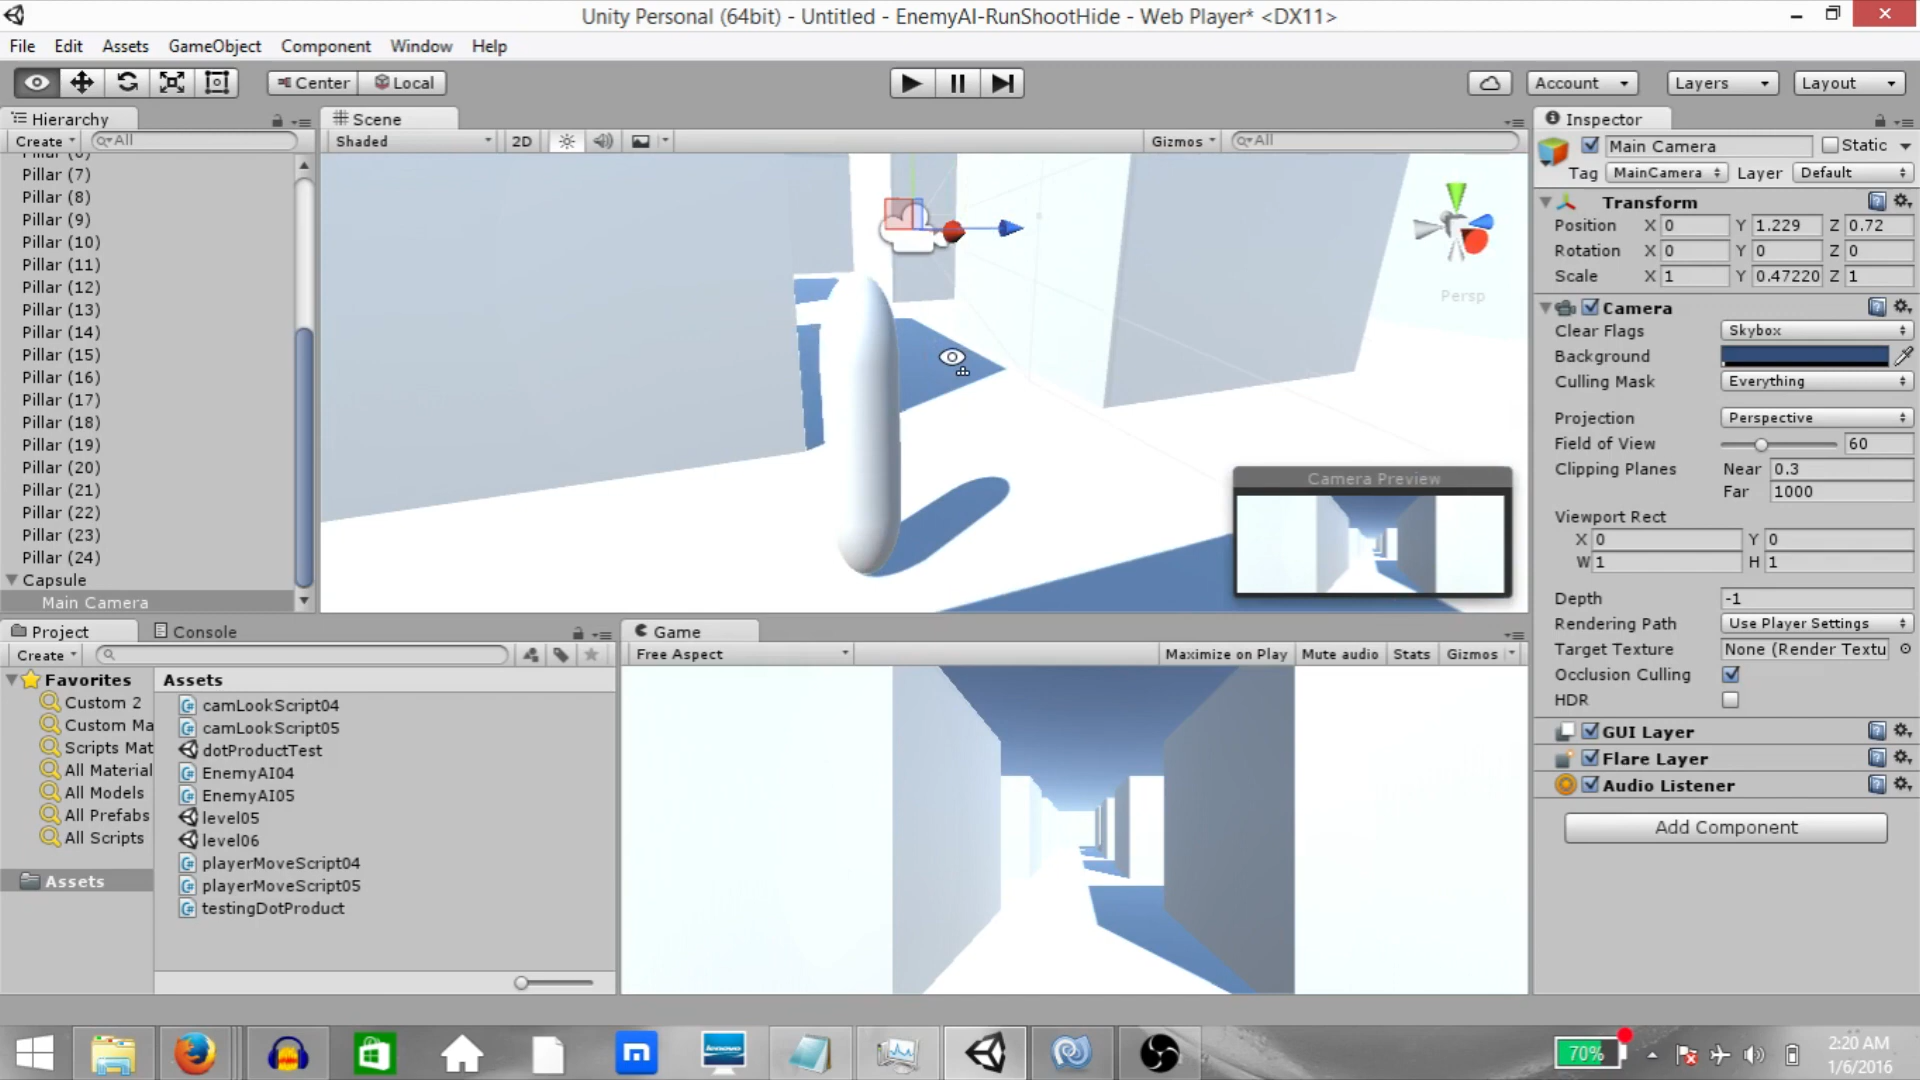 Unity Personal (64bit) - Untitled - EnemyAI-RunShootHide - Web Player* <DX11>
File Edit Assets GameObject Component Window Help
Center Local Account Layers Layout
Hierarchy
Create All
Pillar (6)
Pillar (7)
Pillar (8)
Pillar (9)
Pillar (10)
Pillar (11)
Pillar (12)
Pillar (13)
Pillar (14)
Pillar (15)
Pillar (16)
Pillar (17)
Pillar (18)
Pillar (19)
Pillar (20)
Pillar (21)
Pillar (22)
Pillar (23)
Pillar (24)
Capsule
Main Camera
Scene
Shaded 2D Gizmos All
Persp
Camera Preview
Inspector
Main Camera Static
Tag MainCamera Layer Default
Transform
Position X 0 Y 1.229 Z 0.72
Rotation X 0 Y 0 Z 0
Scale X 1 Y 0.47220 Z 1
Camera
Clear Flags Skybox
Background
Culling Mask Everything
Projection Perspective
Field of View 60
Clipping Planes Near 0.3
Far 1000
Viewport Rect
X 0 Y 0
W 1 H 1
Depth -1
Rendering Path Use Player Settings
Target Texture None (Render Textu
Occlusion Culling
HDR
GUI Layer
Flare Layer
Audio Listener
Add Component
Project Console
Create
Favorites
Custom 2
Custom Ma
Scripts Mat
All Material
All Models
All Prefabs
All Scripts
Assets
Assets
camLookScript04
camLookScript05
dotProductTest
EnemyAI04
EnemyAI05
level05
level06
playerMoveScript04
playerMoveScript05
testingDotProduct
Game
Free Aspect Maximize on Play Mute audio Stats Gizmos
m
lenovo
70%
2:20 AM
1/6/2016